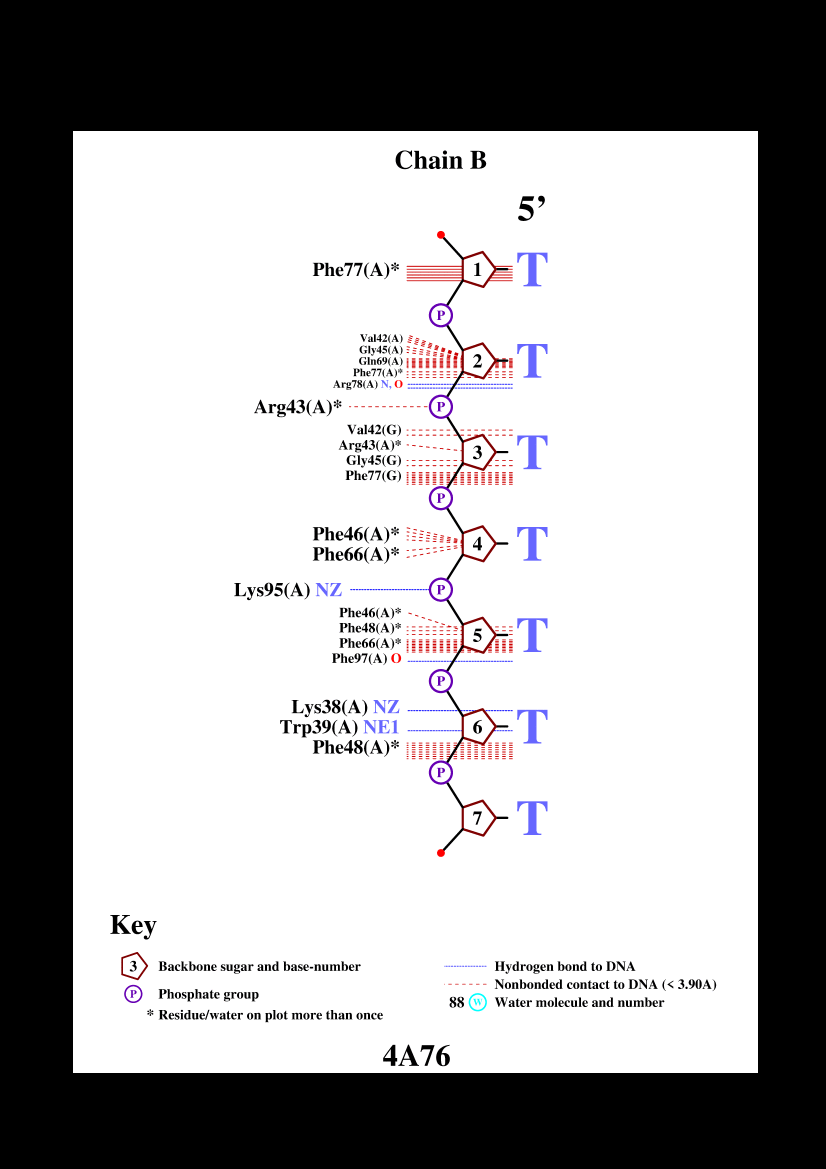 Chain B
5’
Phe77(A)* 1 T
P
Val42(A)
Gly45(A)
Gln69(A) 2 T
Phe77(A)*
Arg78(A) N, O
Arg43(A)* P
Val42(G)
Arg43(A)* 3 T
Gly45(G)
Phe77(G)
P
Phe46(A)* 4 T
Phe66(A)*
Lys95(A) NZ P
Phe46(A)*
Phe48(A)* 5 T
Phe66(A)*
Phe97(A) O
P
Lys38(A) NZ
Trp39(A) NE1 6 T
Phe48(A)*
P
7 T
Key
3 Backbone sugar and base-number
P Phosphate group
* Residue/water on plot more than once
Hydrogen bond to DNA
Nonbonded contact to DNA (< 3.90A)
88 W Water molecule and number
4A76